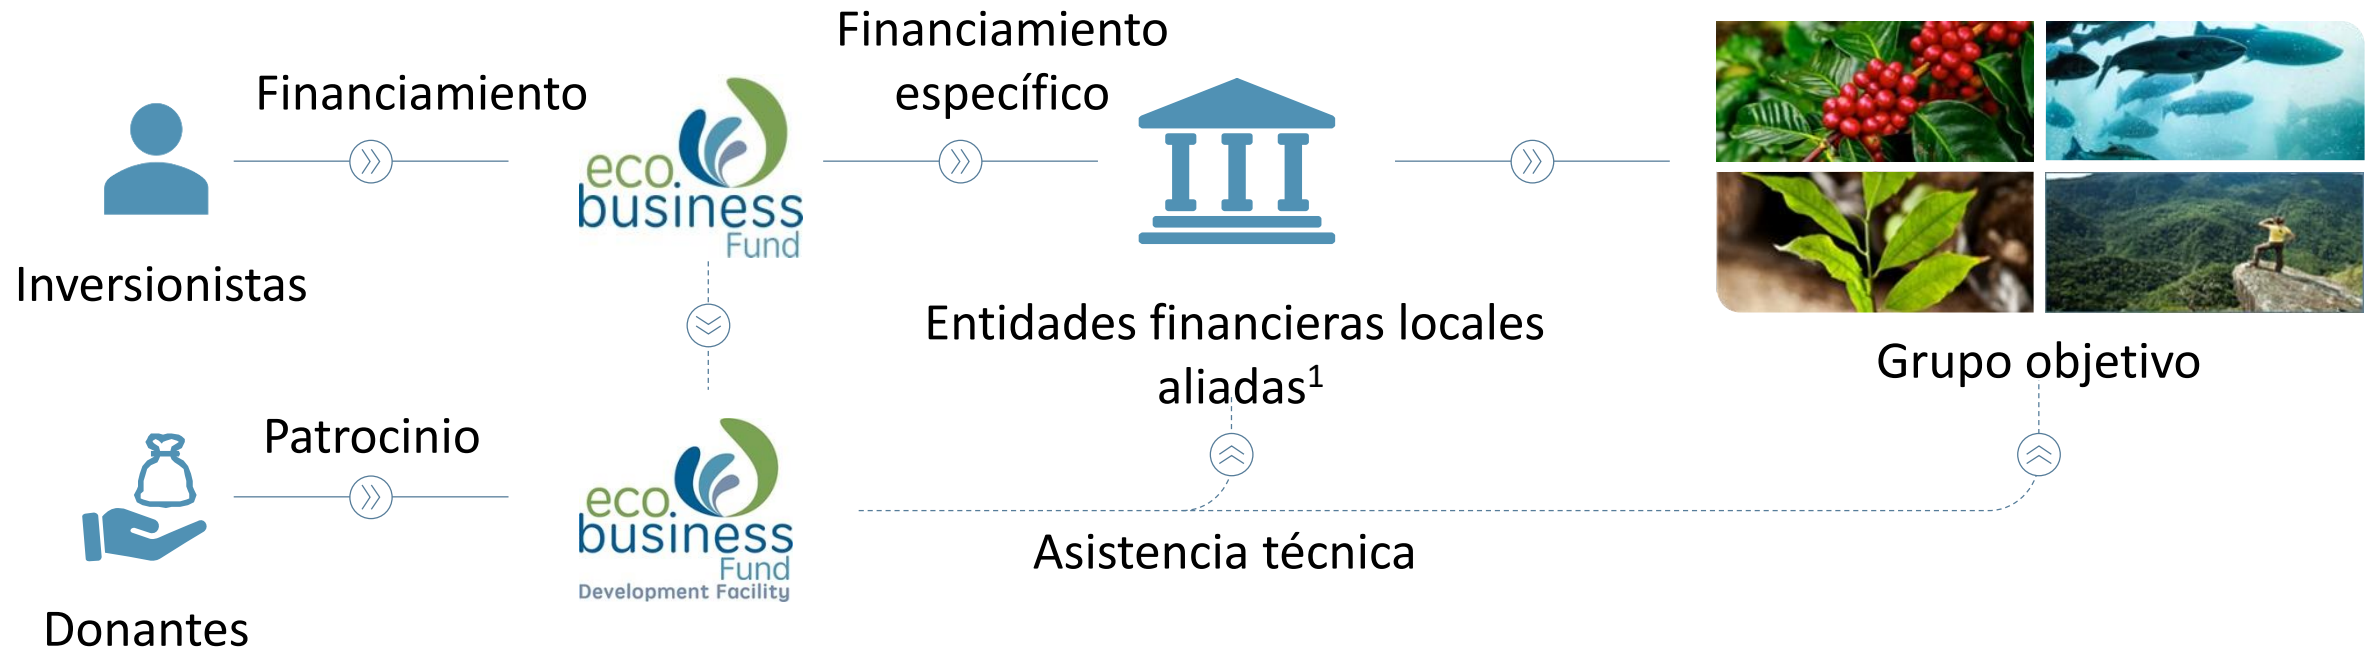 Financiamiento
Financiamiento
específico
eco.
business
Fund
Inversionistas
Entidades financieras locales
aliadas¹
Grupo objetivo
Patrocinio
eco.
business
Fund
Development Facility
Asistencia técnica
Donantes